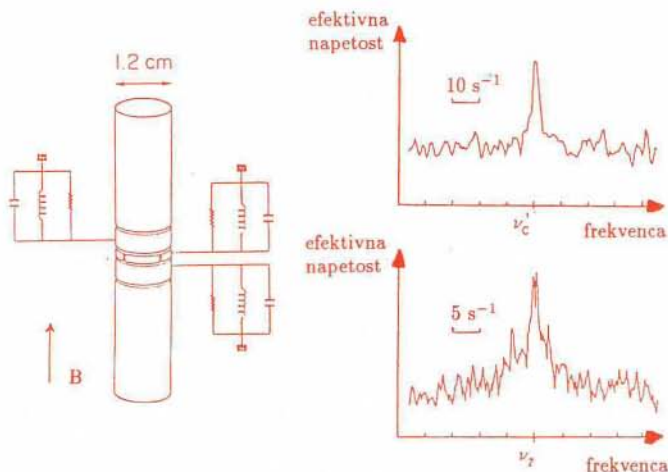 1.2 cm
B
efektivna
napetost
10 s⁻¹
ν'c
frekvenca
efektivna
napetost
5 s⁻¹
νz
frekvenca